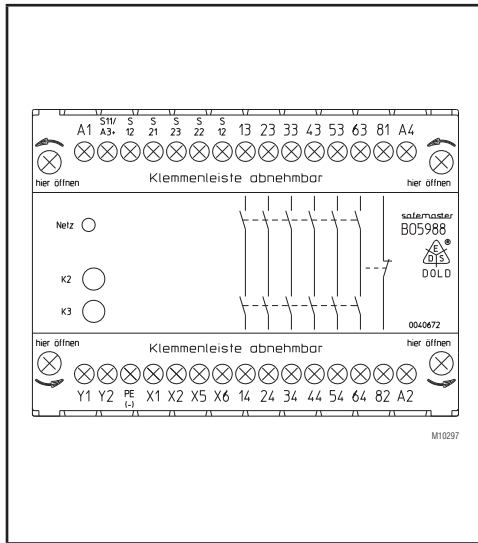 A1 S11/ A3+ S 12 S 21 S 23 S 22 S 12 13 23 33 43 53 63 81 A4
hier öffnen Klemmenleiste abnehmbar hier öffnen
Netz
safemaster
BO5988
E
D S
®
DOLD
K2
K3
0040672
hier öffnen Klemmenleiste abnehmbar hier öffnen
Y1 Y2 PE (-) X1 X2 X5 X6 14 24 34 44 54 64 82 A2
M10297